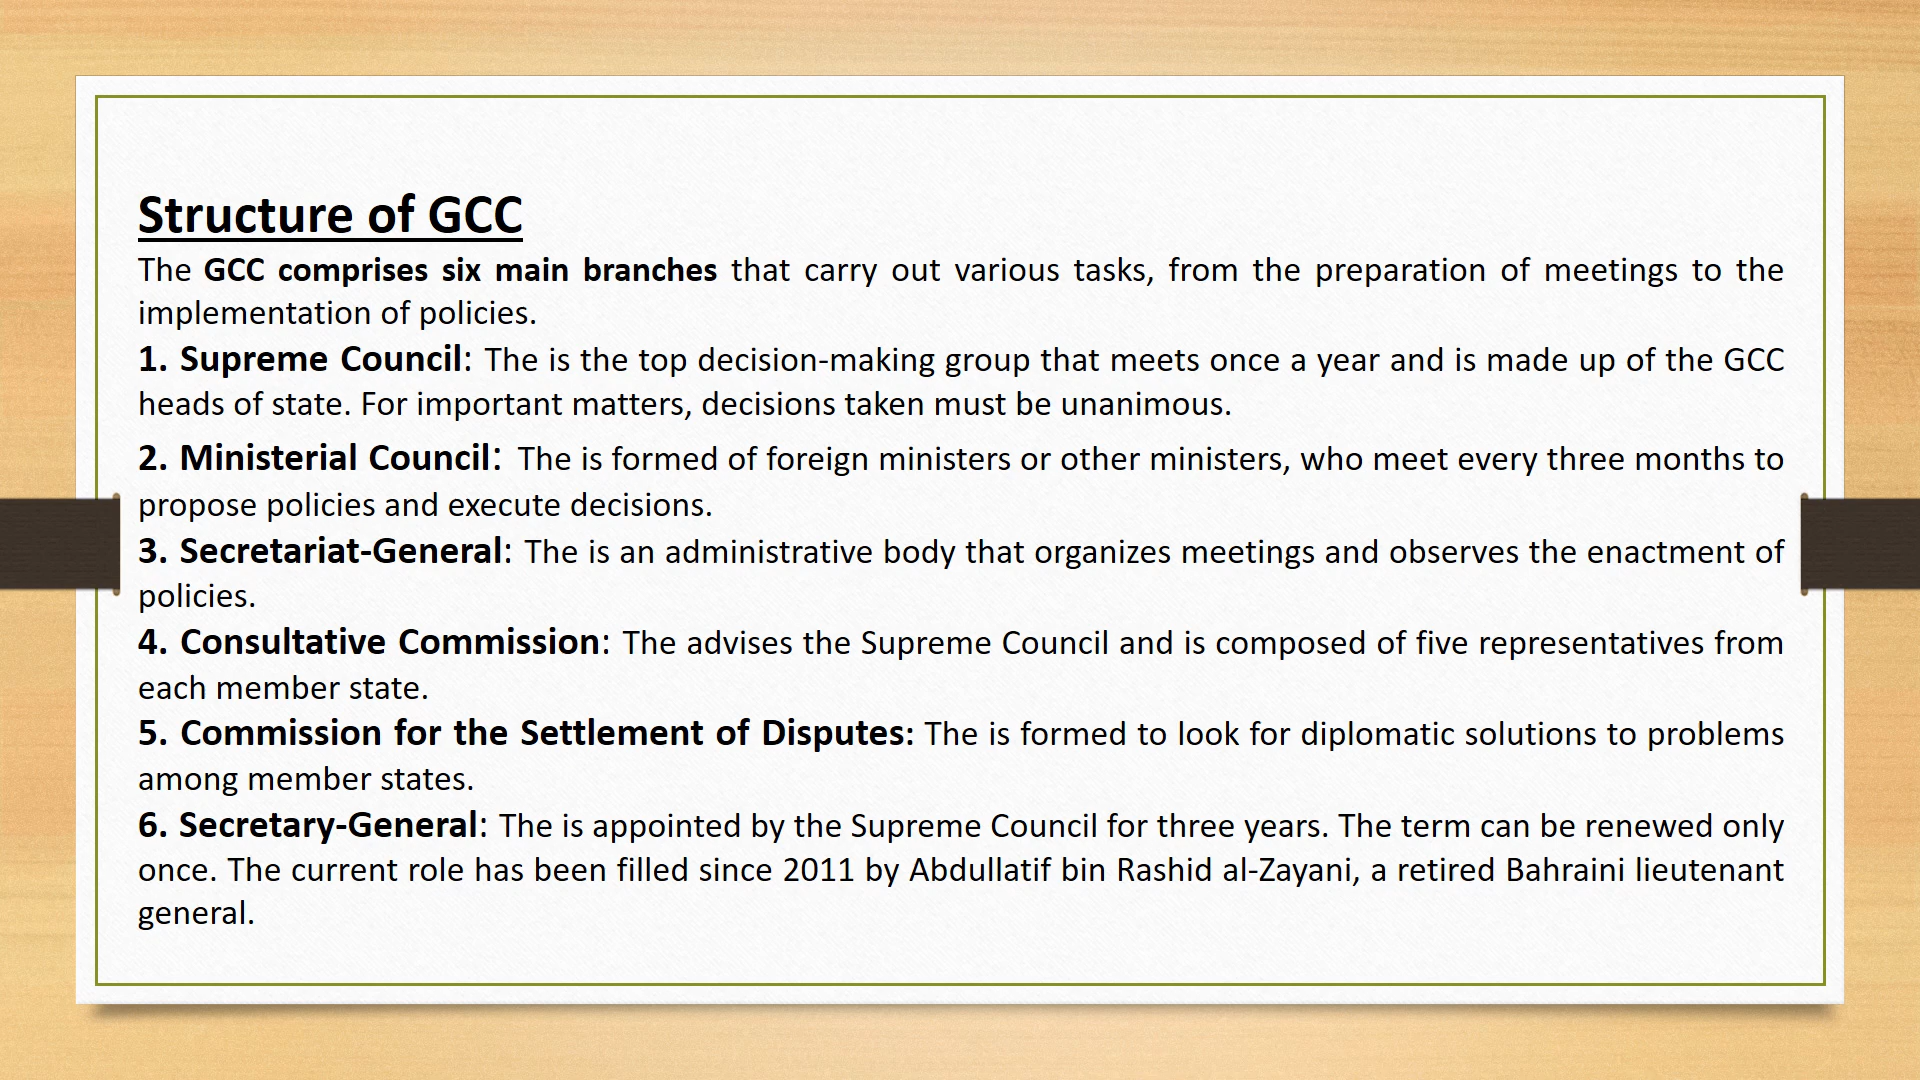 Structure of GCC
The GCC comprises six main branches that carry out various tasks, from the preparation of meetings to the
implementation of policies.
1. Supreme Council: The is the top decision-making group that meets once a year and is made up of the GCC
heads of state. For important matters, decisions taken must be unanimous.
2. Ministerial Council: The is formed of foreign ministers or other ministers, who meet every three months to
propose policies and execute decisions.
3. Secretariat-General: The is an administrative body that organizes meetings and observes the enactment of
policies.
4. Consultative Commission: The advises the Supreme Council and is composed of five representatives from
each member state.
5. Commission for the Settlement of Disputes: The is formed to look for diplomatic solutions to problems
among member states.
6. Secretary-General: The is appointed by the Supreme Council for three years. The term can be renewed only
once. The current role has been filled since 2011 by Abdullatif bin Rashid al-Zayani, a retired Bahraini lieutenant
general.